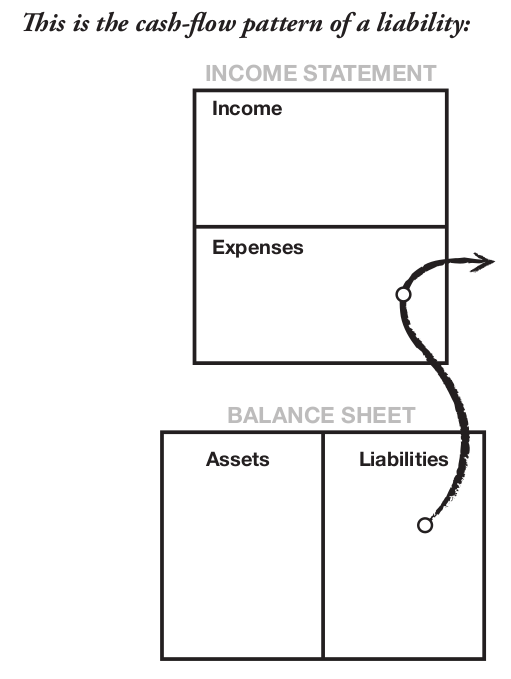 This is the cash-flow pattern of a liability:
INCOME STATEMENT
Income
Expenses
BALANCE SHEET
Assets
Liabilities